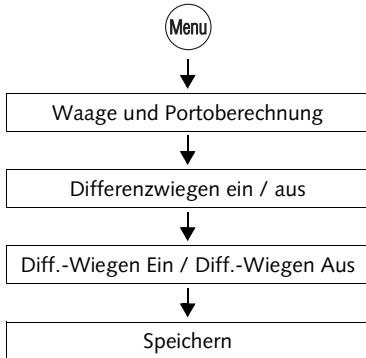 Menu
Waage und Portoberechnung
Differenzwiegen ein / aus
Diff.-Wiegen Ein / Diff.-Wiegen Aus
Speichern